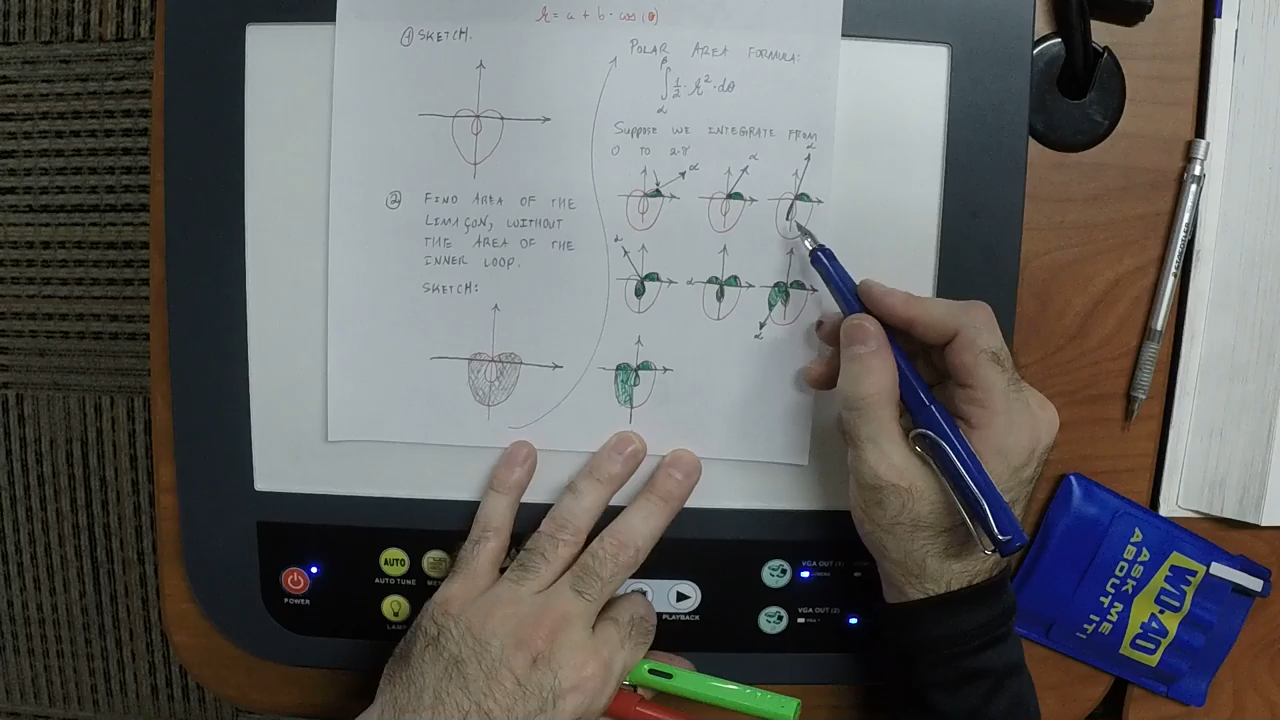 r = a + b · cos(θ)
① SKETCH.
② FIND AREA OF THE
LIMAÇON, WITHOUT
THE AREA OF THE
INNER LOOP.
SKETCH:
POLAR AREA FORMULA:
β
∫ ½ · r² · dθ
α
SUPPOSE WE INTEGRATE FROM
0 TO 2·π
α
α
α
α
α
α
POWER
AUTO
AUTO TUNE
LAMP
PLAYBACK
VGA OUT (1)
VGA OUT (2)
WD-40
ASK ME
ABOUT IT!